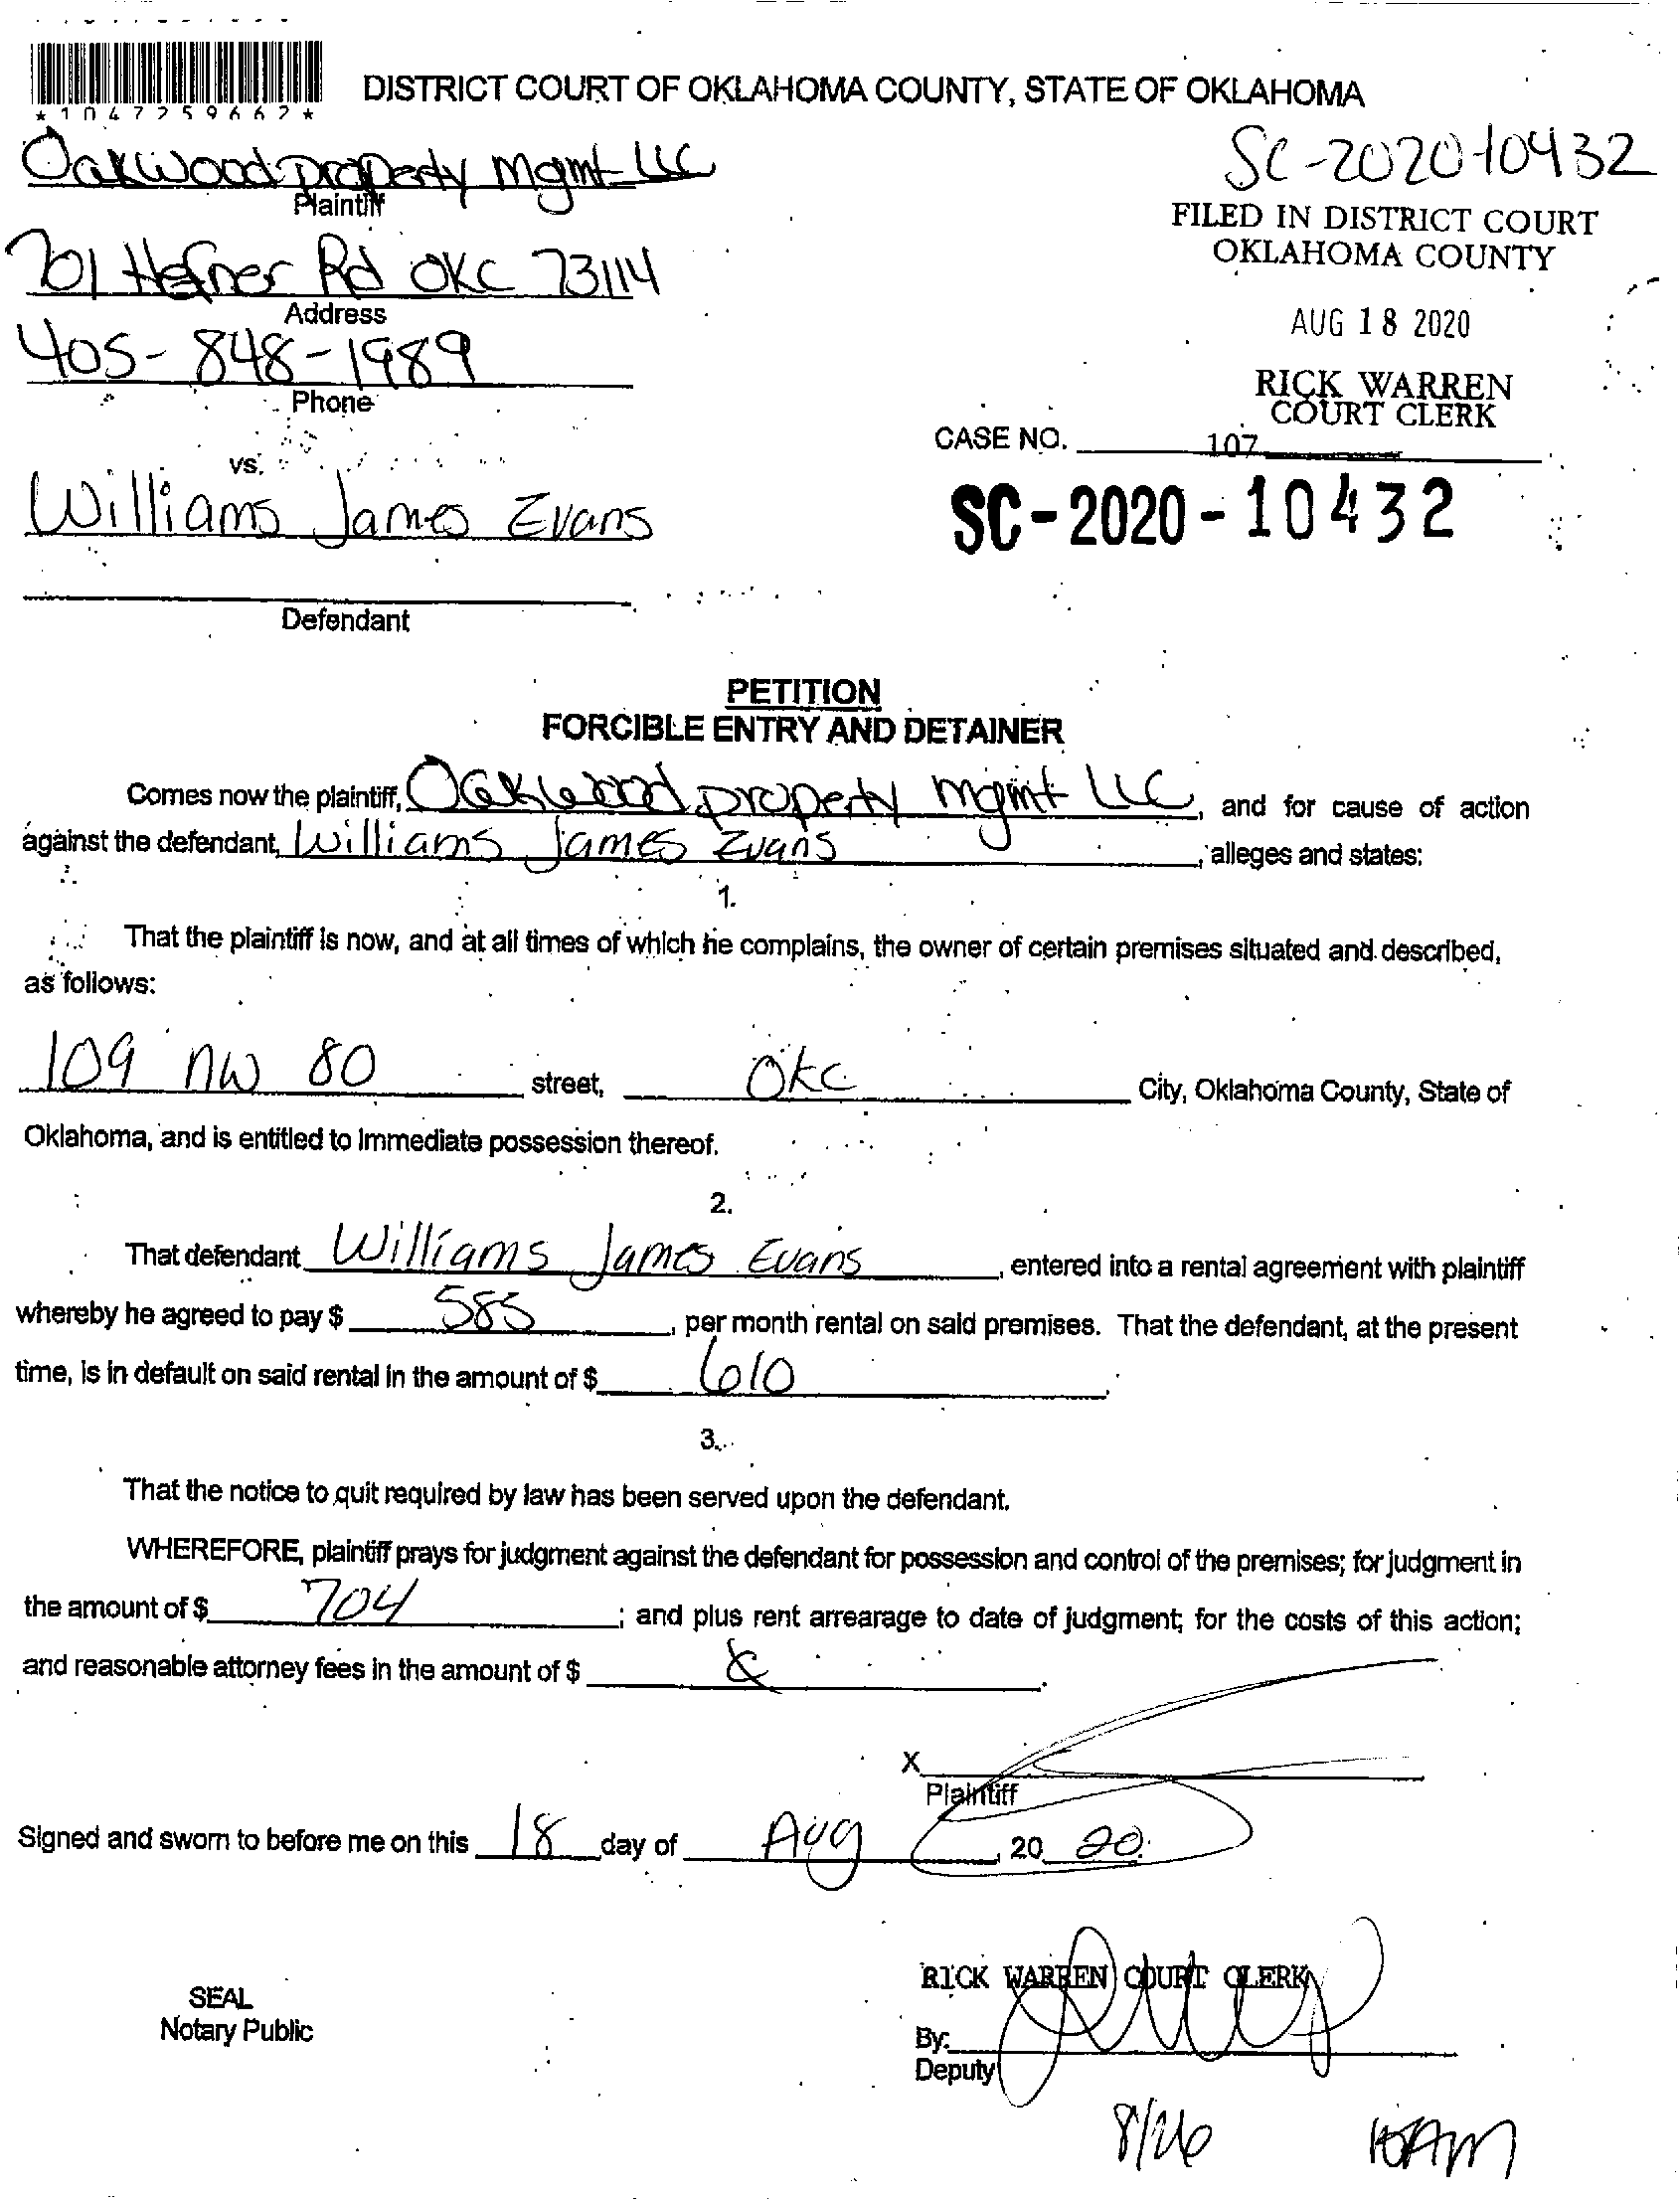 *1047259662*
DISTRICT COURT OF OKLAHOMA COUNTY, STATE OF OKLAHOMA
Oakwood property mgmt LLC
Plaintiff
SC-2020-10432
FILED IN DISTRICT COURT
OKLAHOMA COUNTY
701 Hefner Rd OKC 73114
Address
AUG 18 2020
405-848-1989
Phone
RICK WARREN
COURT CLERK
CASE NO.
107
vs.
Williams James Evans
SC-2020-10432
Defendant
PETITION
FORCIBLE ENTRY AND DETAINER
Comes now the plaintiff, Oakwood property mgmt LLC, and for cause of action
against the defendant, Williams James Evans, alleges and states:
1.
That the plaintiff is now, and at all times of which he complains, the owner of certain premises situated and described,
as follows:
109 NW 80 street, OKC City, Oklahoma County, State of
Oklahoma, and is entitled to immediate possession thereof.
2.
That defendant Williams James Evans, entered into a rental agreement with plaintiff
whereby he agreed to pay $ 585, per month rental on said premises. That the defendant, at the present
time, is in default on said rental in the amount of $ 610.
3.
That the notice to quit required by law has been served upon the defendant.
WHEREFORE, plaintiff prays for judgment against the defendant for possession and control of the premises; for judgment in
the amount of $ 704; and plus rent arrearage to date of judgment; for the costs of this action;
and reasonable attorney fees in the amount of $
X
Plaintiff
Signed and sworn to before me on this 18 day of Aug, 20 20.
RICK WARREN COURT CLERK
SEAL
Notary Public
By:
Deputy
8/26